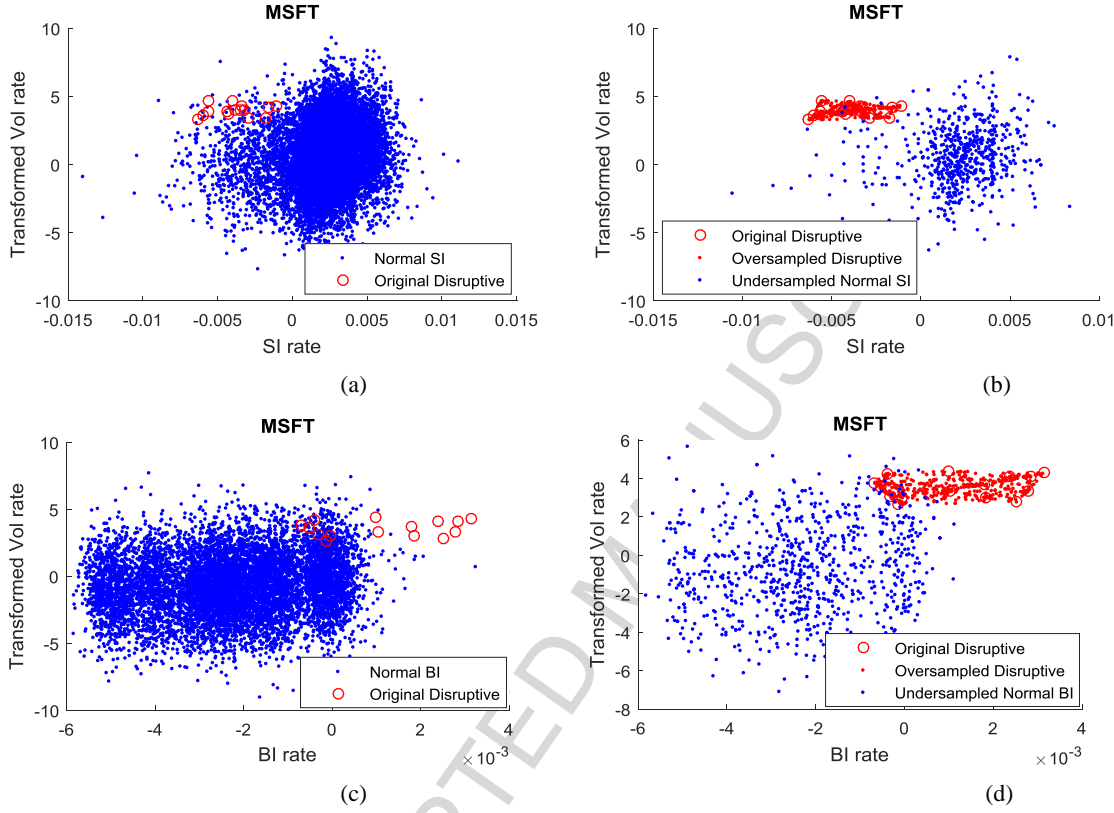 MSFT
10
5
0
-5
-10
Transformed Vol rate
Normal SI
Original Disruptive
-0.015
-0.01
-0.005
0
0.005
0.01
0.015
SI rate
(a)
MSFT
10
5
0
-5
-10
Transformed Vol rate
Original Disruptive
Oversampled Disruptive
Undersampled Normal SI
-0.015
-0.01
-0.005
0
0.005
0.01
SI rate
(b)
MSFT
10
5
0
-5
-10
Transformed Vol rate
Normal BI
Original Disruptive
-6
-4
-2
0
2
4
× 10⁻³
BI rate
(c)
MSFT
6
4
2
0
-2
-4
-6
-8
Transformed Vol rate
Original Disruptive
Oversampled Disruptive
Undersampled Normal BI
-6
-4
-2
0
2
4
× 10⁻³
BI rate
(d)